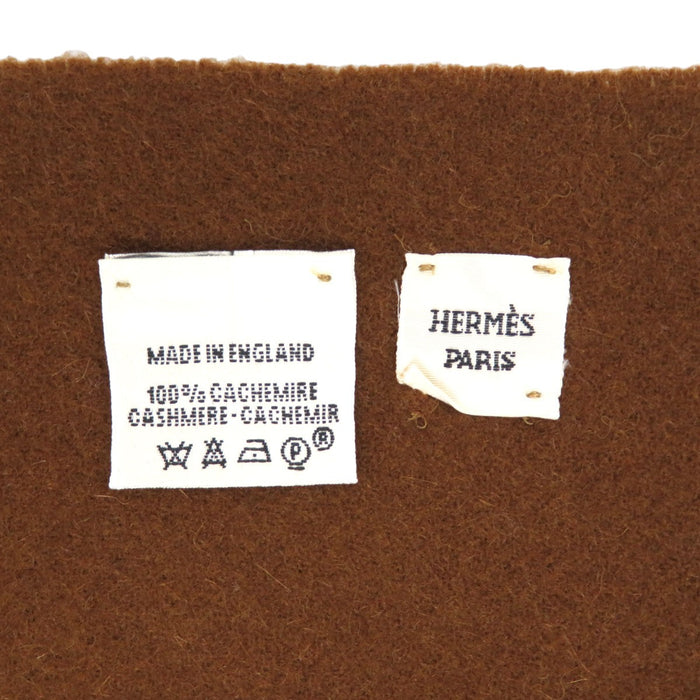 MADE IN ENGLAND
100% CACHEMIRE
CASHMERE-CACHEMIR
P ®
HERMÈS
PARIS